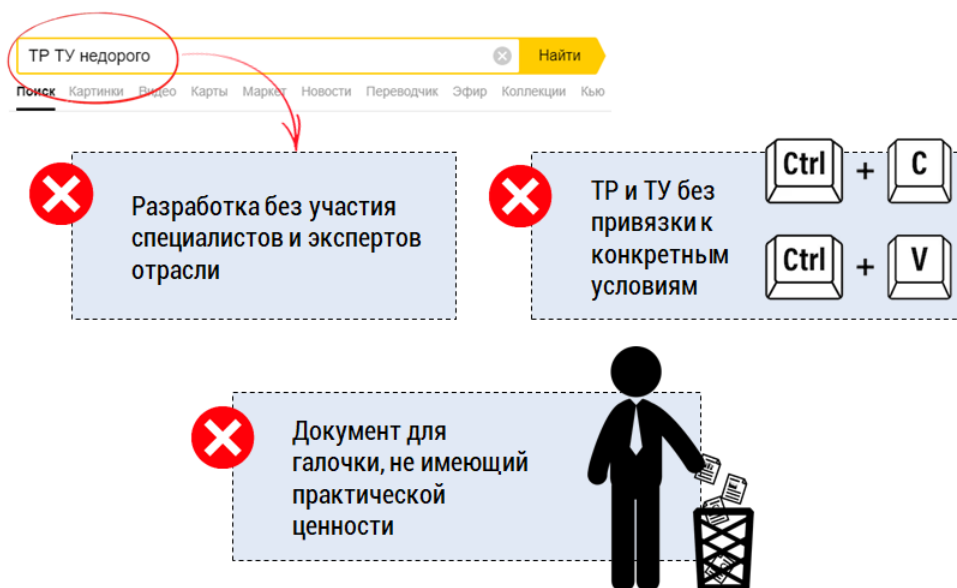 ТР ТУ недорого
Найти
Поиск Картинки Видео Карты Маркет Новости Переводчик Эфир Коллекции Кью
Разработка без участия
специалистов и экспертов
отрасли
ТР и ТУ без
привязки к
конкретным
условиям
Ctrl + C
Ctrl + V
Документ для
галочки, не имеющий
практической
ценности